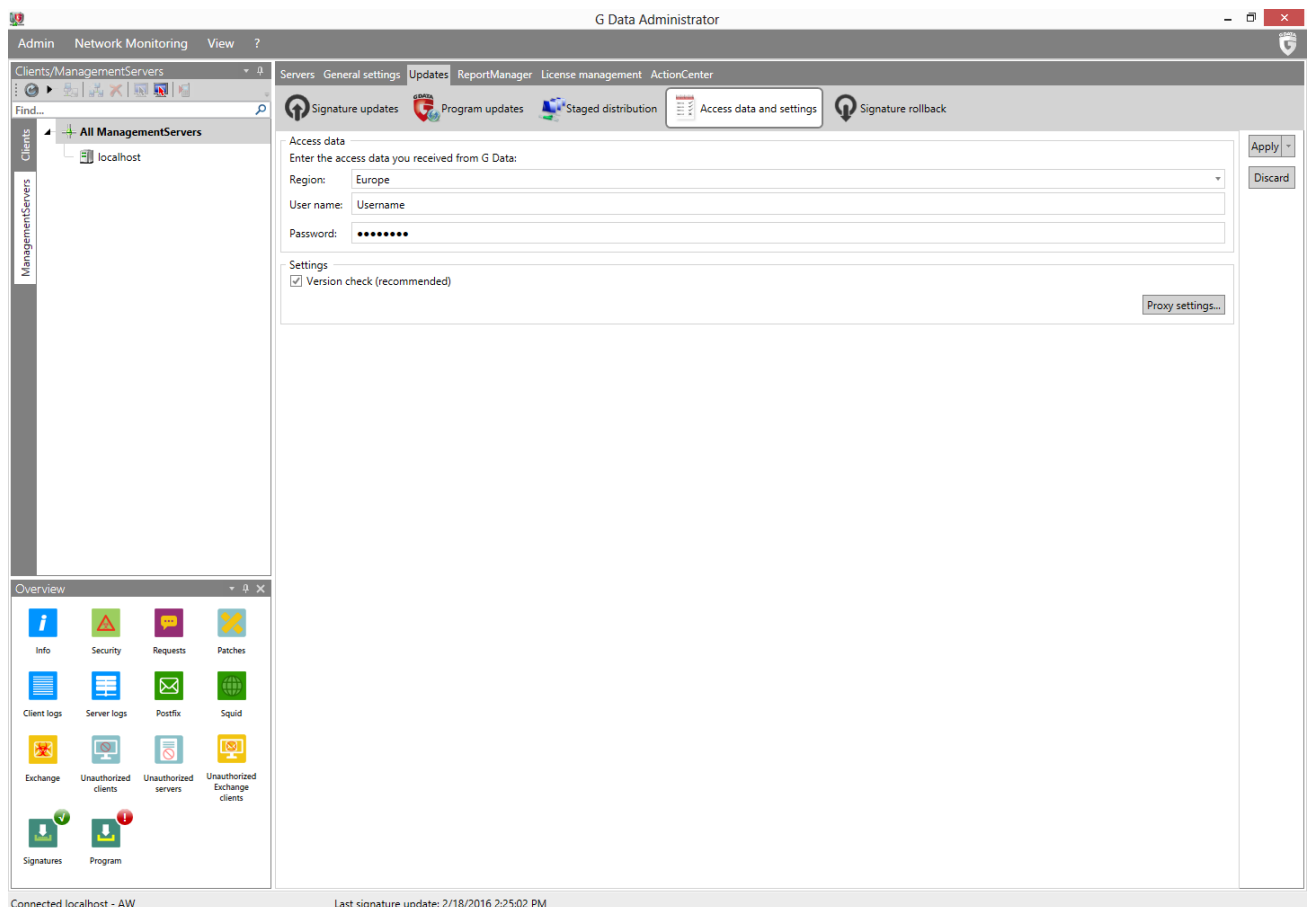 G Data Administrator
Admin Network Monitoring View ?
G DATA
Clients/ManagementServers
Find...
Clients
ManagementServers
All ManagementServers
localhost
Servers General settings Updates ReportManager License management ActionCenter
Signature updates
G DATA
Program updates
Staged distribution
Access data and settings
Signature rollback
Access data
Enter the access data you received from G Data:
Region: Europe
User name: Username
Password: ●●●●●●●●
Settings
Version check (recommended)
Proxy settings...
Apply
Discard
Overview
Info Security Requests Patches
Client logs Server logs Postfix Squid
Exchange Unauthorized clients Unauthorized servers Unauthorized Exchange clients
Signatures Program
Connected localhost - AW
Last signature update: 2/18/2016 2:25:02 PM